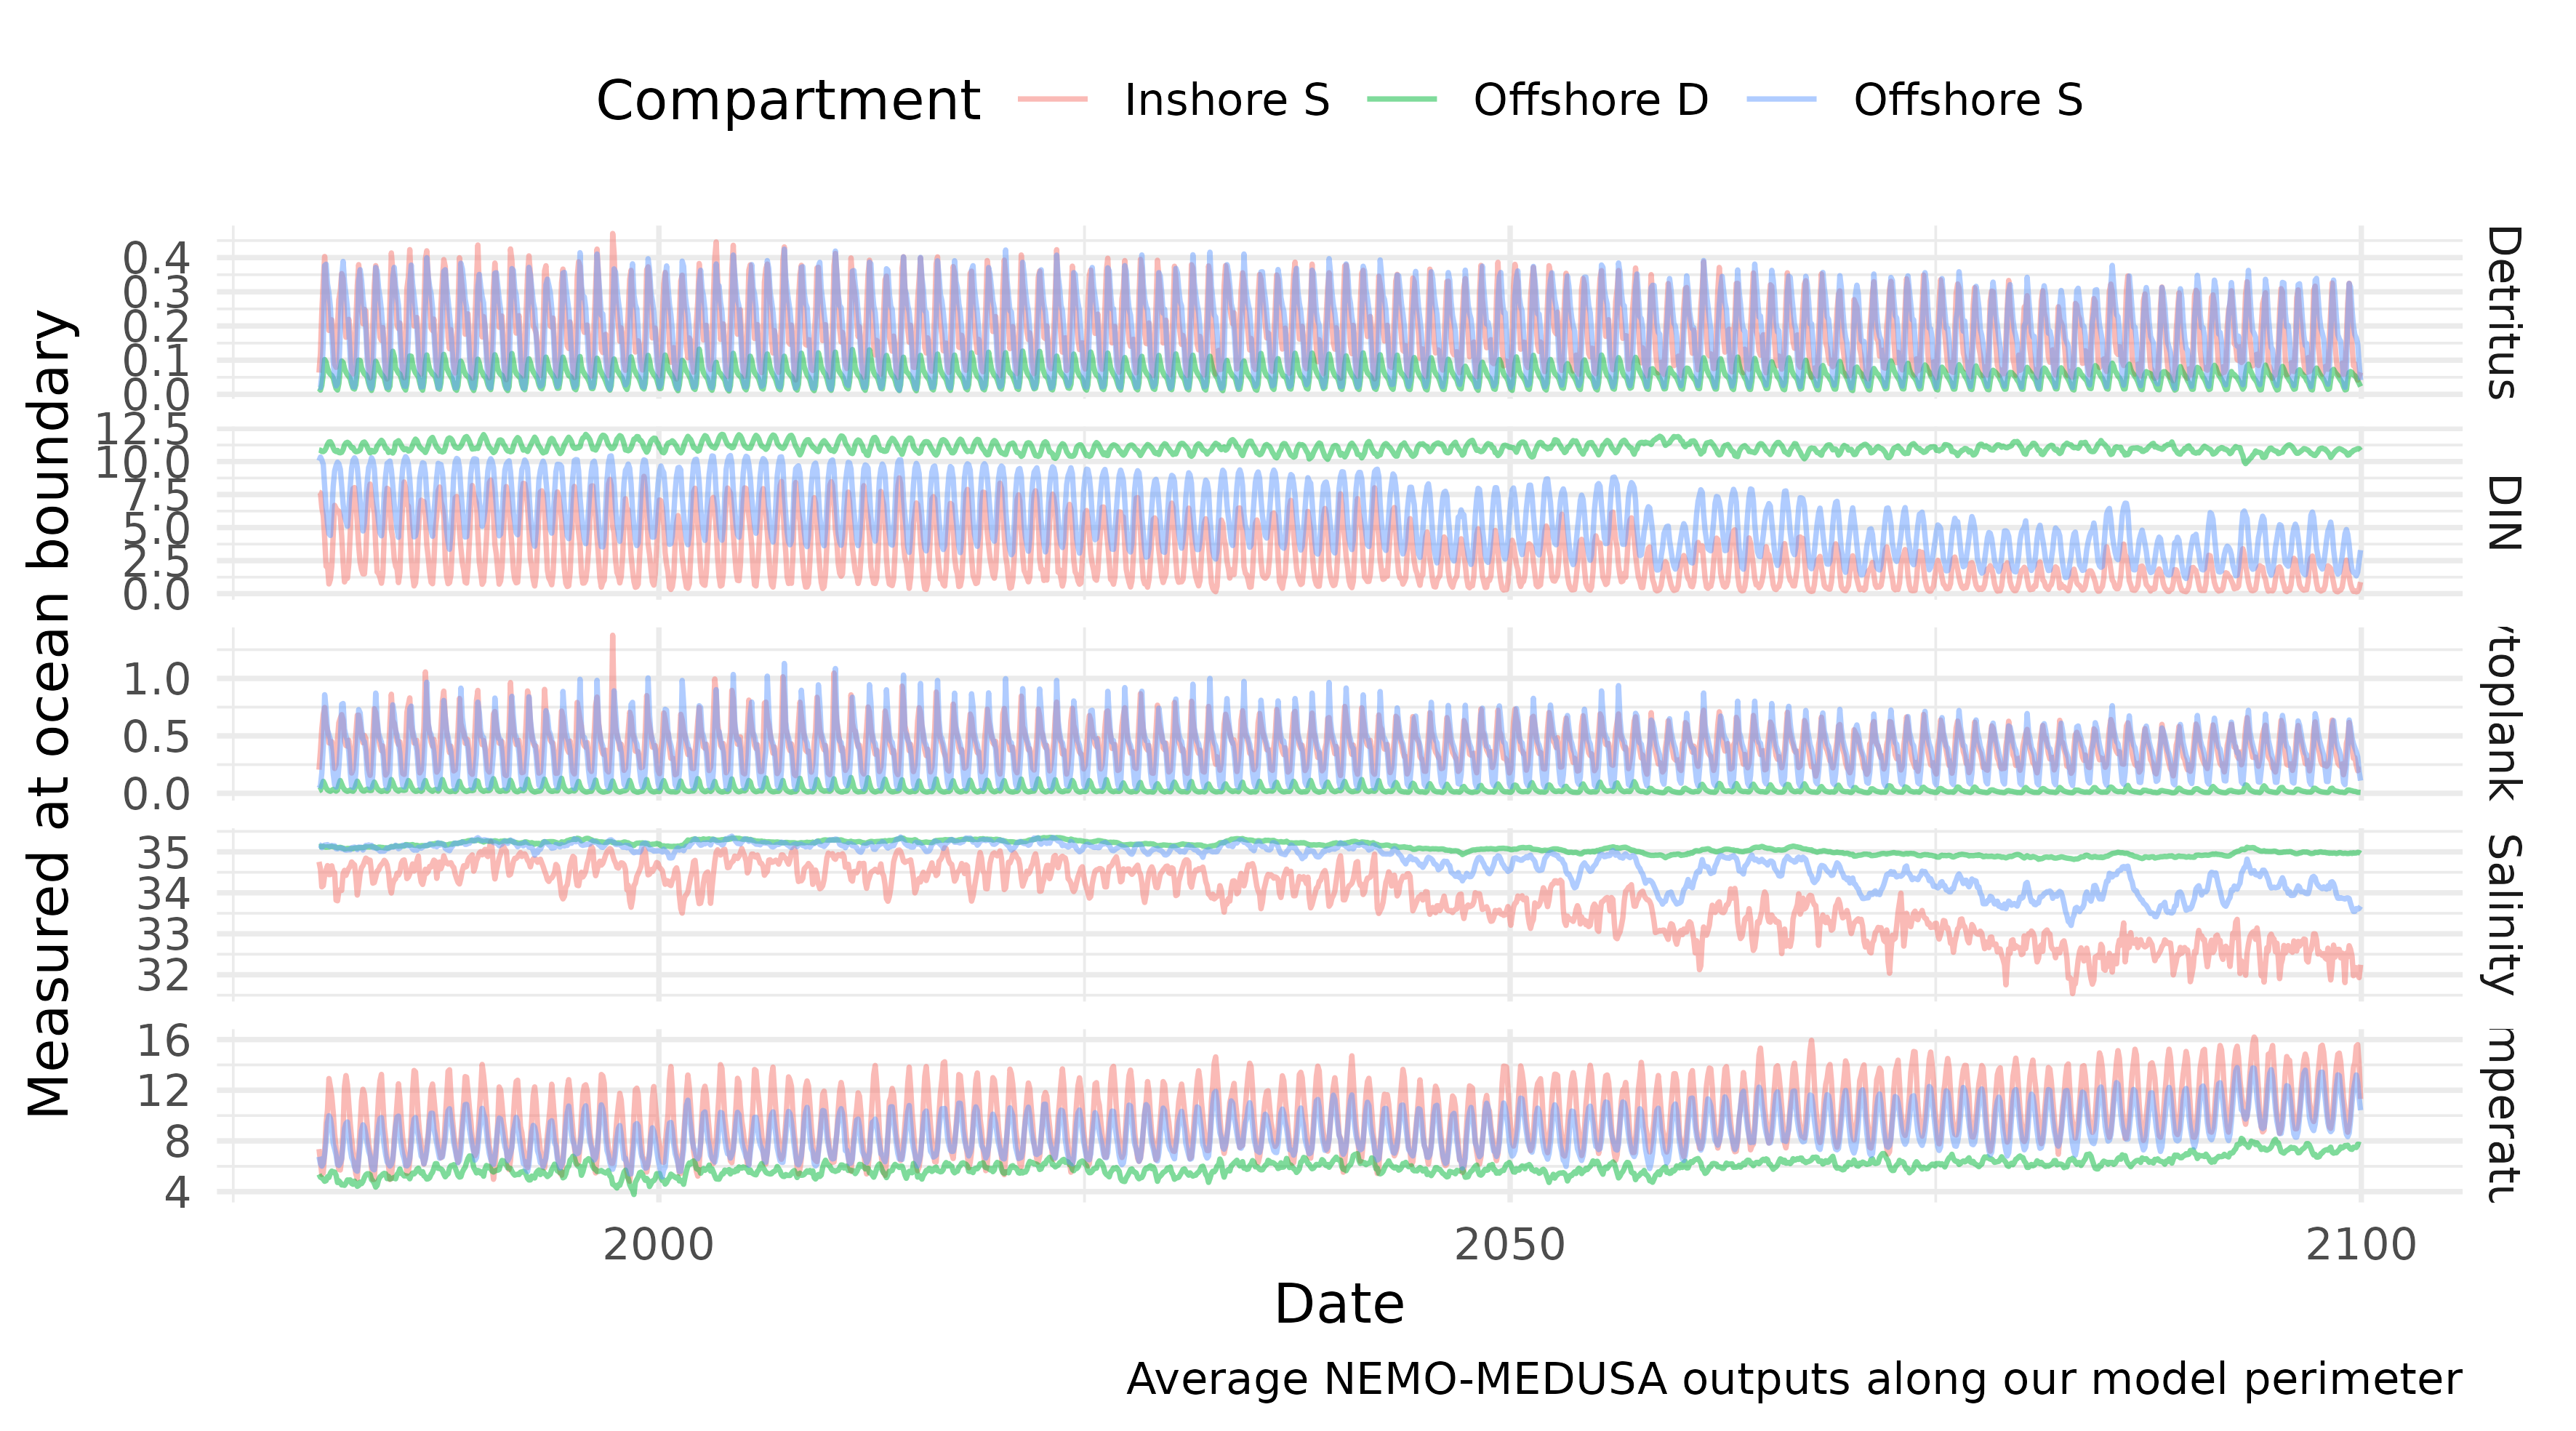 Compartment Inshore S Offshore D Offshore S
Measured at ocean boundary
0.4
0.3
0.2
0.1
0.0
Detritus
12.5
10.0
7.5
5.0
2.5
0.0
DIN
1.0
0.5
0.0
toplank
35
34
33
32
Salinity
16
12
8
4
mperatu
2000 2050 2100
Date
Average NEMO-MEDUSA outputs along our model perimeter